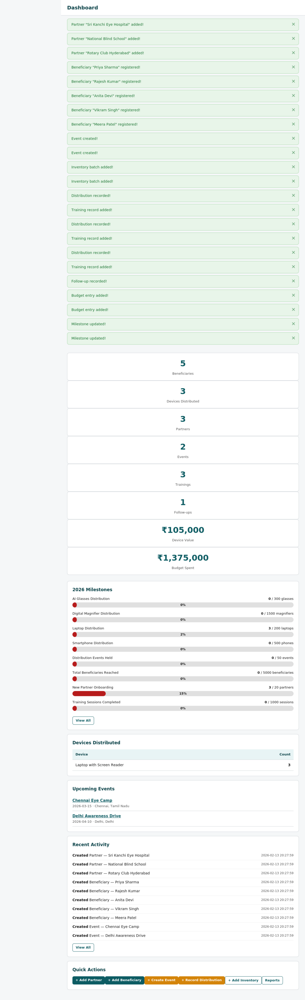 Dashboard
Partner "Sri Kanchi Eye Hospital" added! ×
Partner "National Blind School" added! ×
Partner "Rotary Club Hyderabad" added! ×
Beneficiary "Priya Sharma" registered! ×
Beneficiary "Rajesh Kumar" registered! ×
Beneficiary "Anita Devi" registered! ×
Beneficiary "Vikram Singh" registered! ×
Beneficiary "Meera Patel" registered! ×
Event created! ×
Event created! ×
Inventory batch added! ×
Inventory batch added! ×
Distribution recorded! ×
Training record added! ×
Distribution recorded! ×
Training record added! ×
Distribution recorded! ×
Training record added! ×
Follow-up recorded! ×
Budget entry added! ×
Budget entry added! ×
Milestone updated! ×
Milestone updated! ×
5
Beneficiaries
3
Devices Distributed
3
Partners
2
Events
3
Trainings
1
Follow-ups
₹105,000
Device Value
₹1,375,000
Budget Spent
2026 Milestones
AI Glasses Distribution 0 / 300 glasses
0%
Digital Magnifier Distribution 0 / 1500 magnifiers
0%
Laptop Distribution 3 / 200 laptops
2%
Smartphone Distribution 0 / 500 phones
0%
Distribution Events Held 0 / 50 events
0%
Total Beneficiaries Reached 0 / 5000 beneficiaries
0%
New Partner Onboarding 3 / 20 partners
15%
Training Sessions Completed 0 / 1000 sessions
0%
View All
Devices Distributed
Device Count
Laptop with Screen Reader 3
Upcoming Events
Chennai Eye Camp
2026-03-15 · Chennai, Tamil Nadu
Delhi Awareness Drive
2026-04-10 · Delhi, Delhi
Recent Activity
Created Partner — Sri Kanchi Eye Hospital 2026-02-13 20:27:59
Created Partner — National Blind School 2026-02-13 20:27:59
Created Partner — Rotary Club Hyderabad 2026-02-13 20:27:59
Created Beneficiary — Priya Sharma 2026-02-13 20:27:59
Created Beneficiary — Rajesh Kumar 2026-02-13 20:27:59
Created Beneficiary — Anita Devi 2026-02-13 20:27:59
Created Beneficiary — Vikram Singh 2026-02-13 20:27:59
Created Beneficiary — Meera Patel 2026-02-13 20:27:59
Created Event — Chennai Eye Camp 2026-02-13 20:27:59
Created Event — Delhi Awareness Drive 2026-02-13 20:27:59
View All
Quick Actions
+ Add Partner + Add Beneficiary + Create Event + Record Distribution + Add Inventory Reports